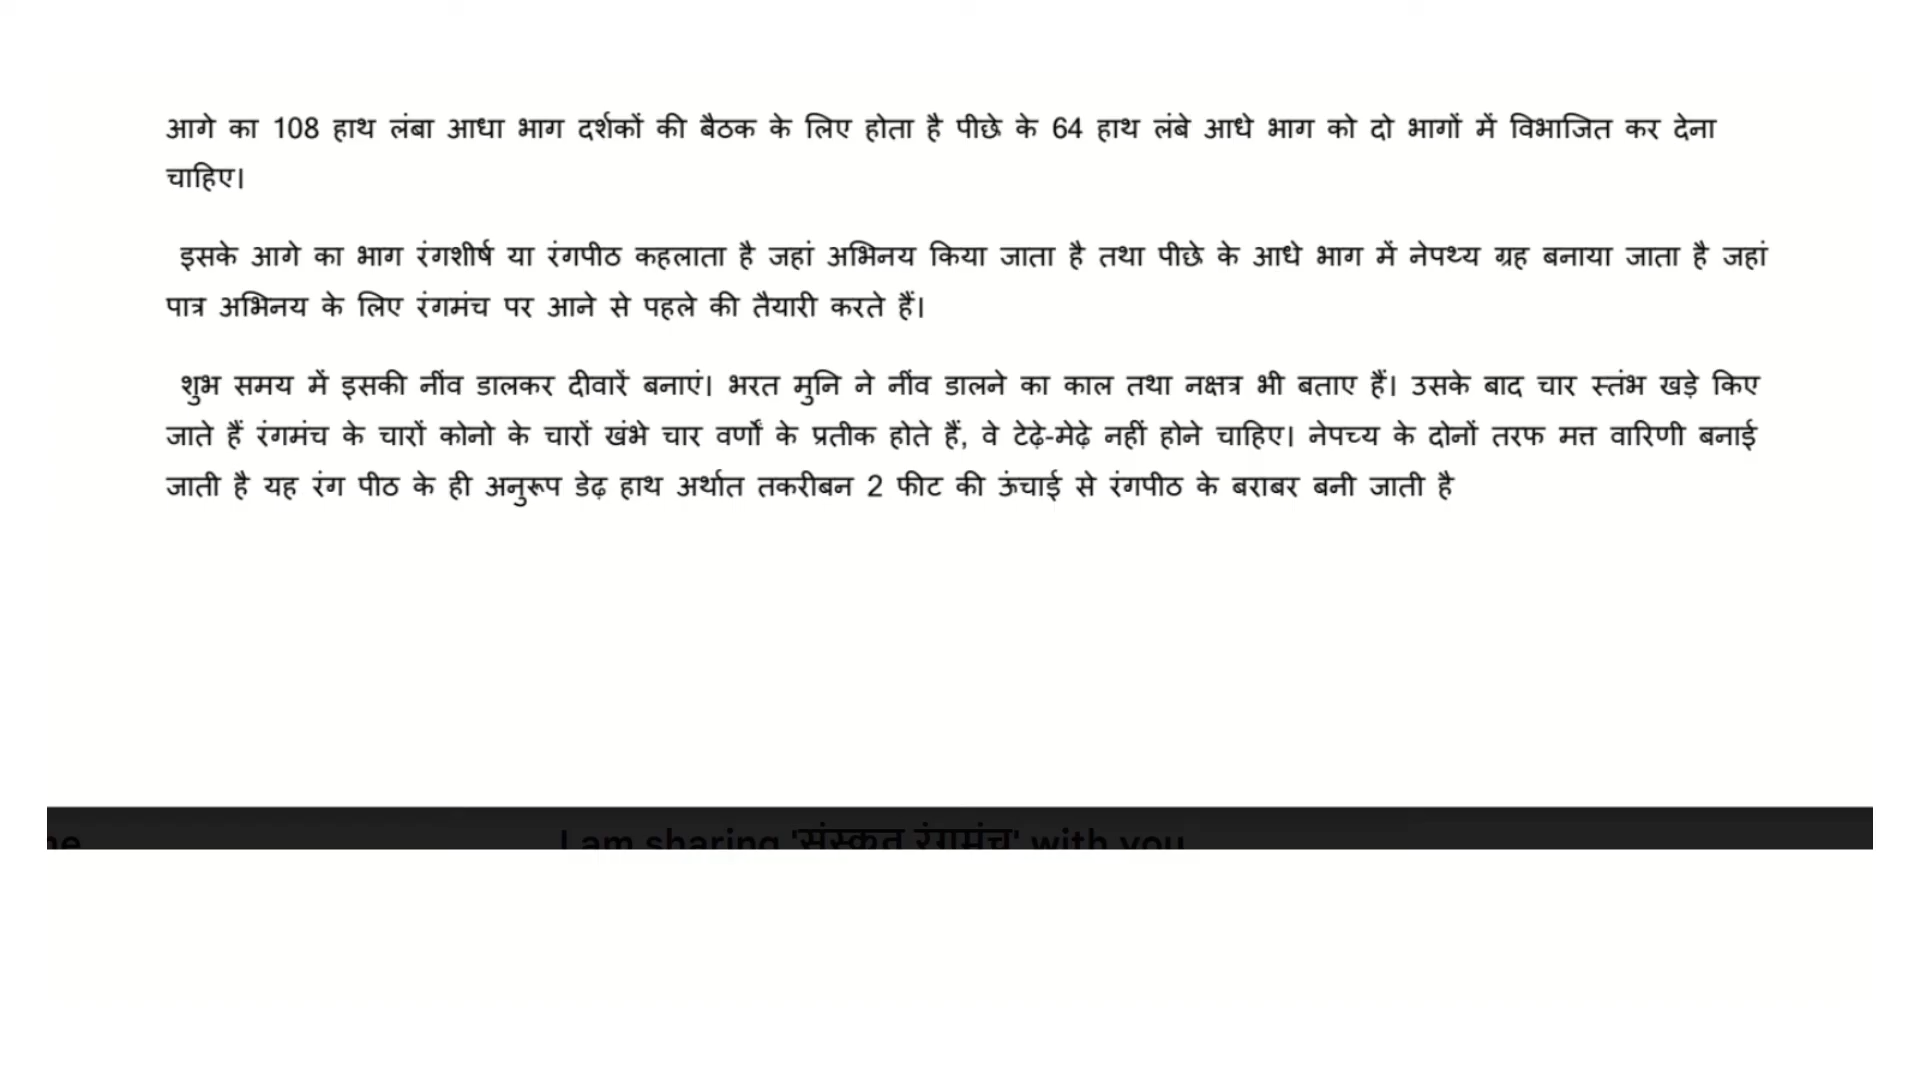 आगे का 108 हाथ लंबा आधा भाग दर्शकों की बैठक के लिए होता है पीछे के 64 हाथ लंबे आधे भाग को दो भागों में विभाजित कर देना
चाहिए।
इसके आगे का भाग रंगशीर्ष या रंगपीठ कहलाता है जहां अभिनय किया जाता है तथा पीछे के आधे भाग में नेपथ्य ग्रह बनाया जाता है जहां
पात्र अभिनय के लिए रंगमंच पर आने से पहले की तैयारी करते हैं।
शुभ समय में इसकी नींव डालकर दीवारें बनाएं। भरत मुनि ने नींव डालने का काल तथा नक्षत्र भी बताए हैं। उसके बाद चार स्तंभ खड़े किए
जाते हैं रंगमंच के चारों कोनो के चारों खंभे चार वर्णों के प्रतीक होते हैं, वे टेढ़े-मेढ़े नहीं होने चाहिए। नेपच्य के दोनों तरफ मत्त वारिणी बनाई
जाती है यह रंग पीठ के ही अनुरूप डेढ़ हाथ अर्थात तकरीबन 2 फीट की ऊंचाई से रंगपीठ के बराबर बनी जाती है
I am sharing 'संस्कृत रंगमंच' with you